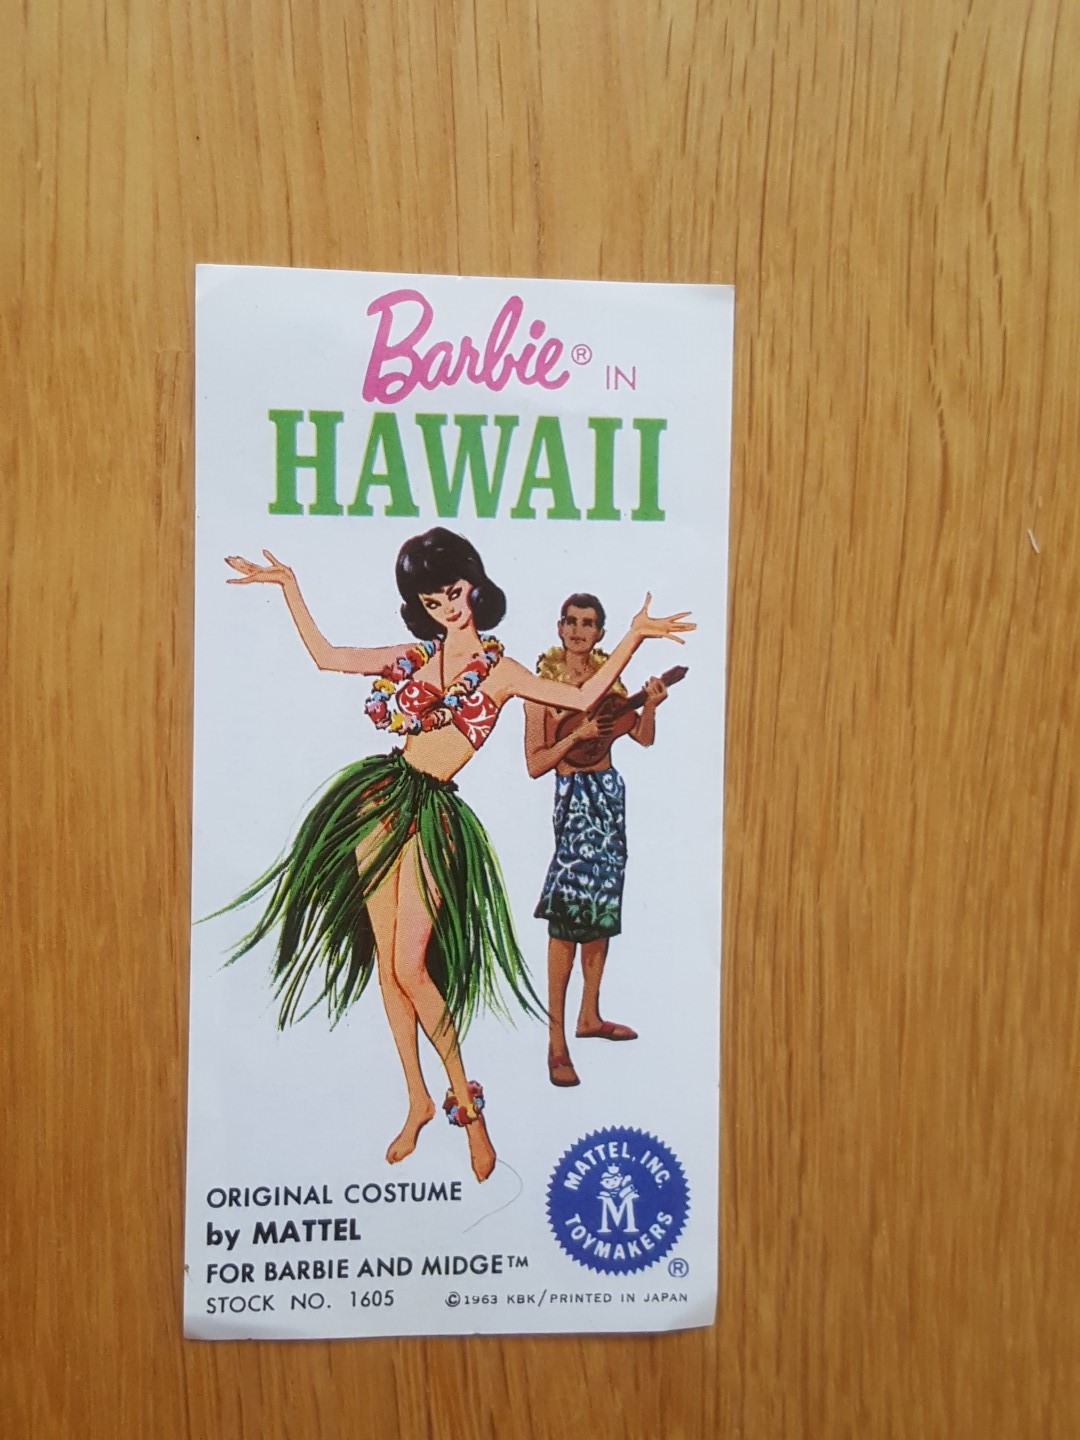 Barbie® IN
HAWAII
ORIGINAL COSTUME
by MATTEL
FOR BARBIE AND MIDGE™
STOCK NO. 1605
MATTEL, INC.
M
TOYMAKERS
®
©1963 KBK/PRINTED IN JAPAN